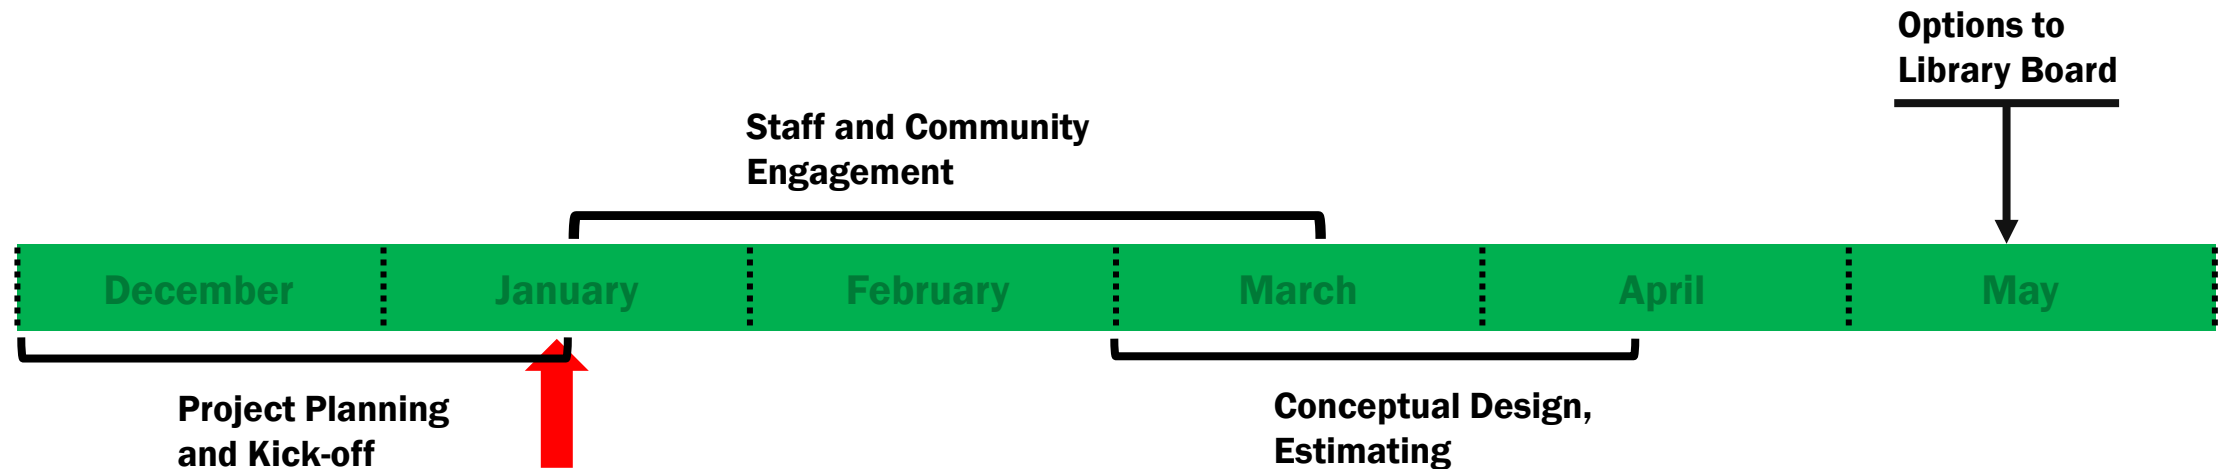 Options to
Library Board
Staff and Community
Engagement
December January February March April May
Project Planning
and Kick-off
Conceptual Design,
Estimating